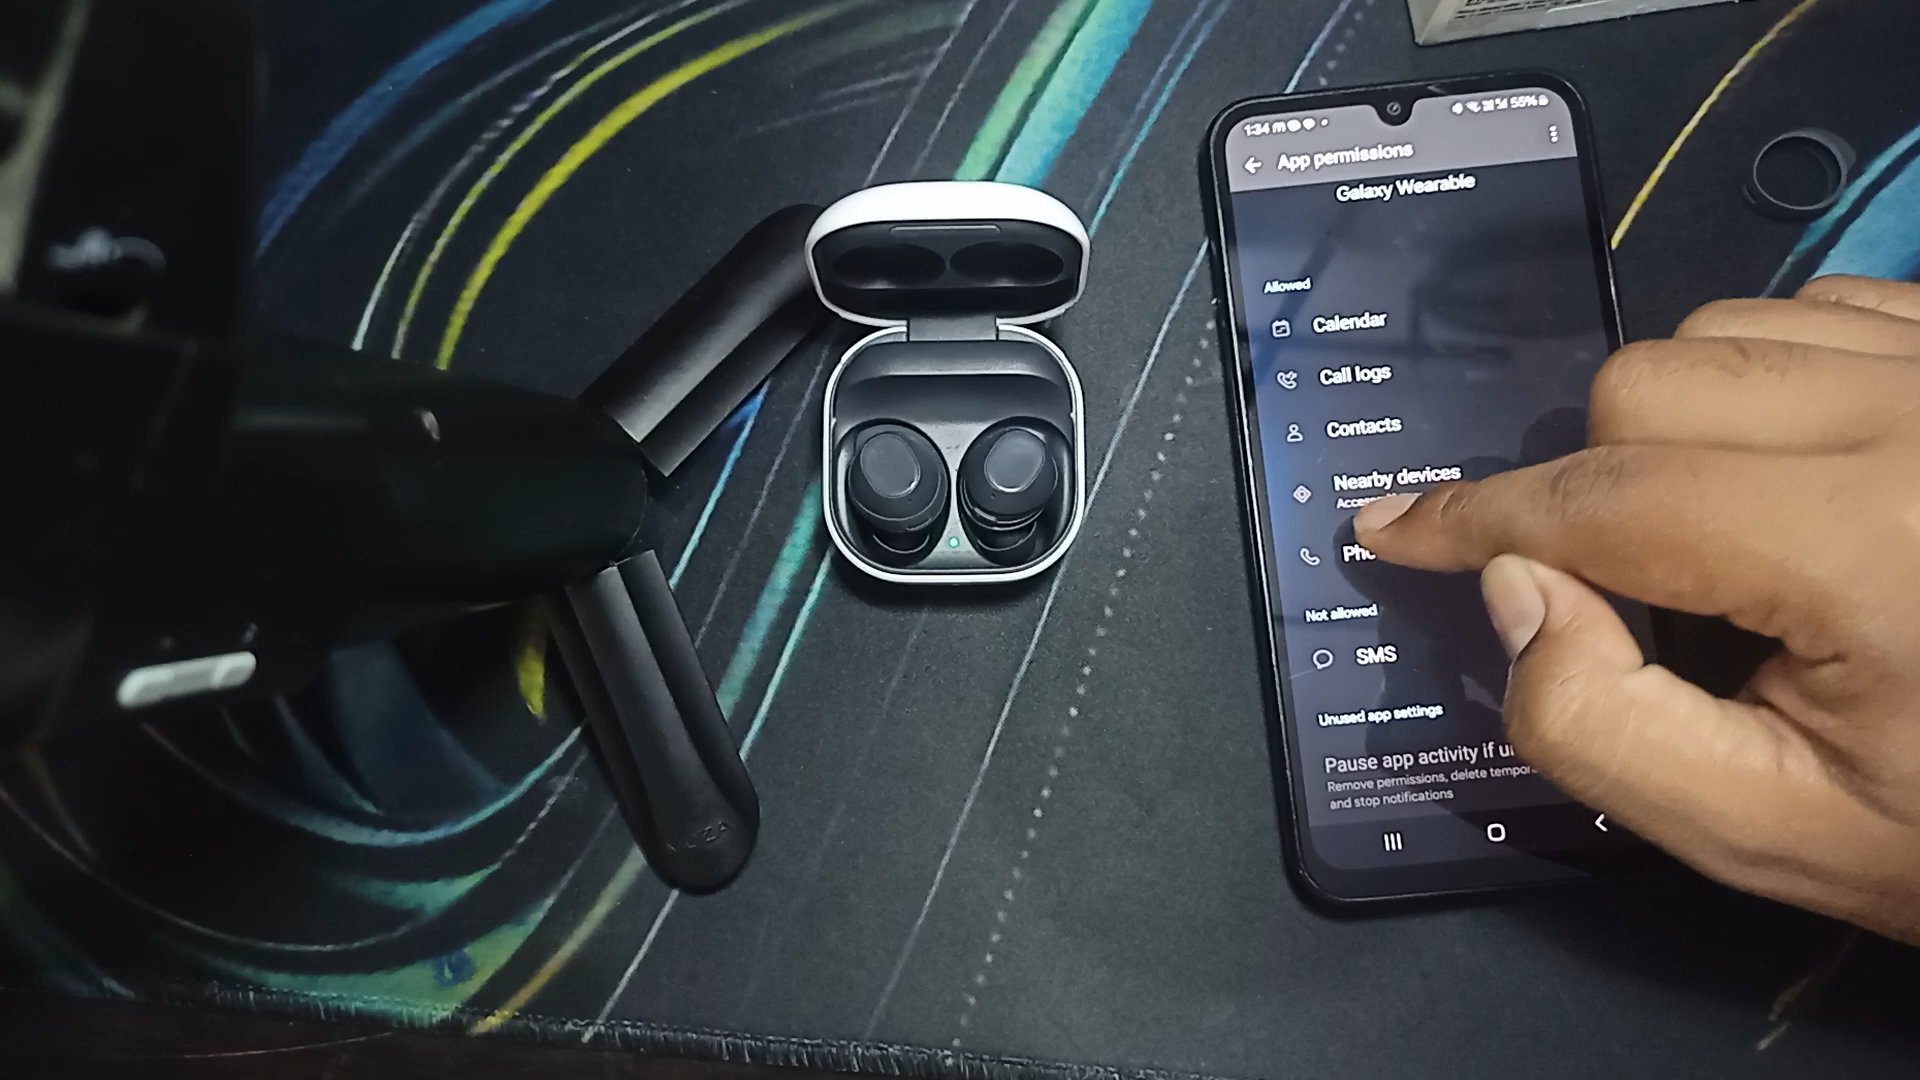 1:34
55%
App permissions
Galaxy Wearable
Allowed
Calendar
Call logs
Contacts
Nearby devices
Not allowed
SMS
Unused app settings
Pause app activity if
Remove permissions, delete
and stop notifications